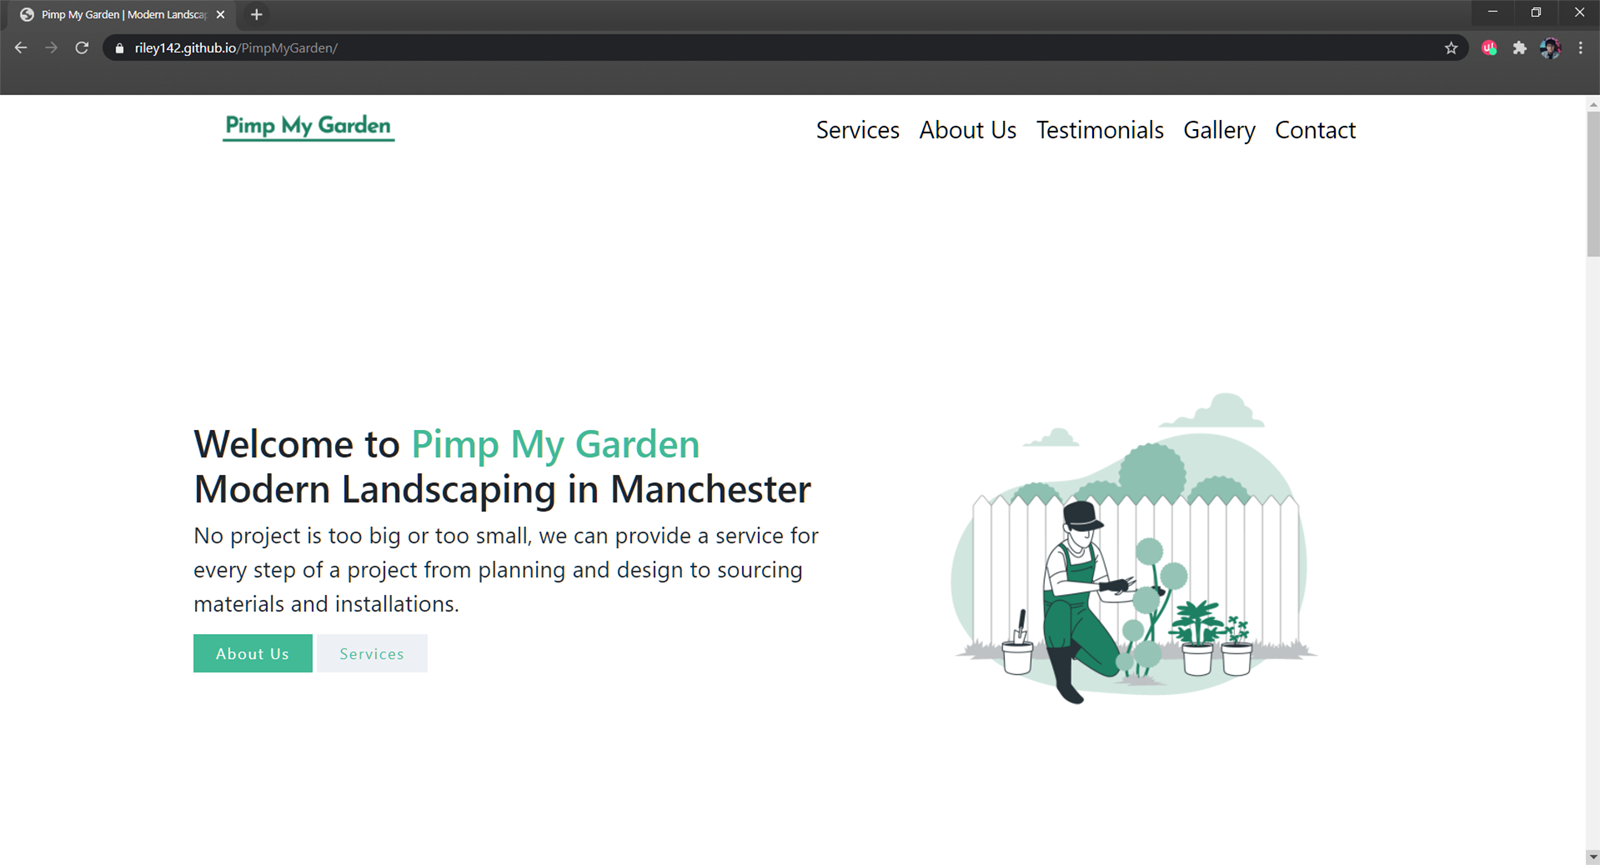 Pimp My Garden | Modern Landscap
riley142.github.io/PimpMyGarden/
Pimp My Garden
Services About Us Testimonials Gallery Contact
Welcome to Pimp My Garden
Modern Landscaping in Manchester
No project is too big or too small, we can provide a service for
every step of a project from planning and design to sourcing
materials and installations.
About Us Services